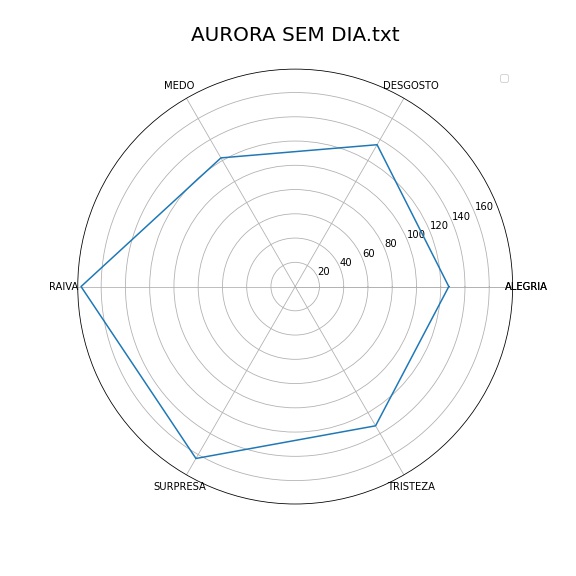 AURORA SEM DIA.txt
MEDO
DESGOSTO
160
140
120
100
80
60
40
20
RAIVA
ALEGRIA
SURPRESA
TRISTEZA